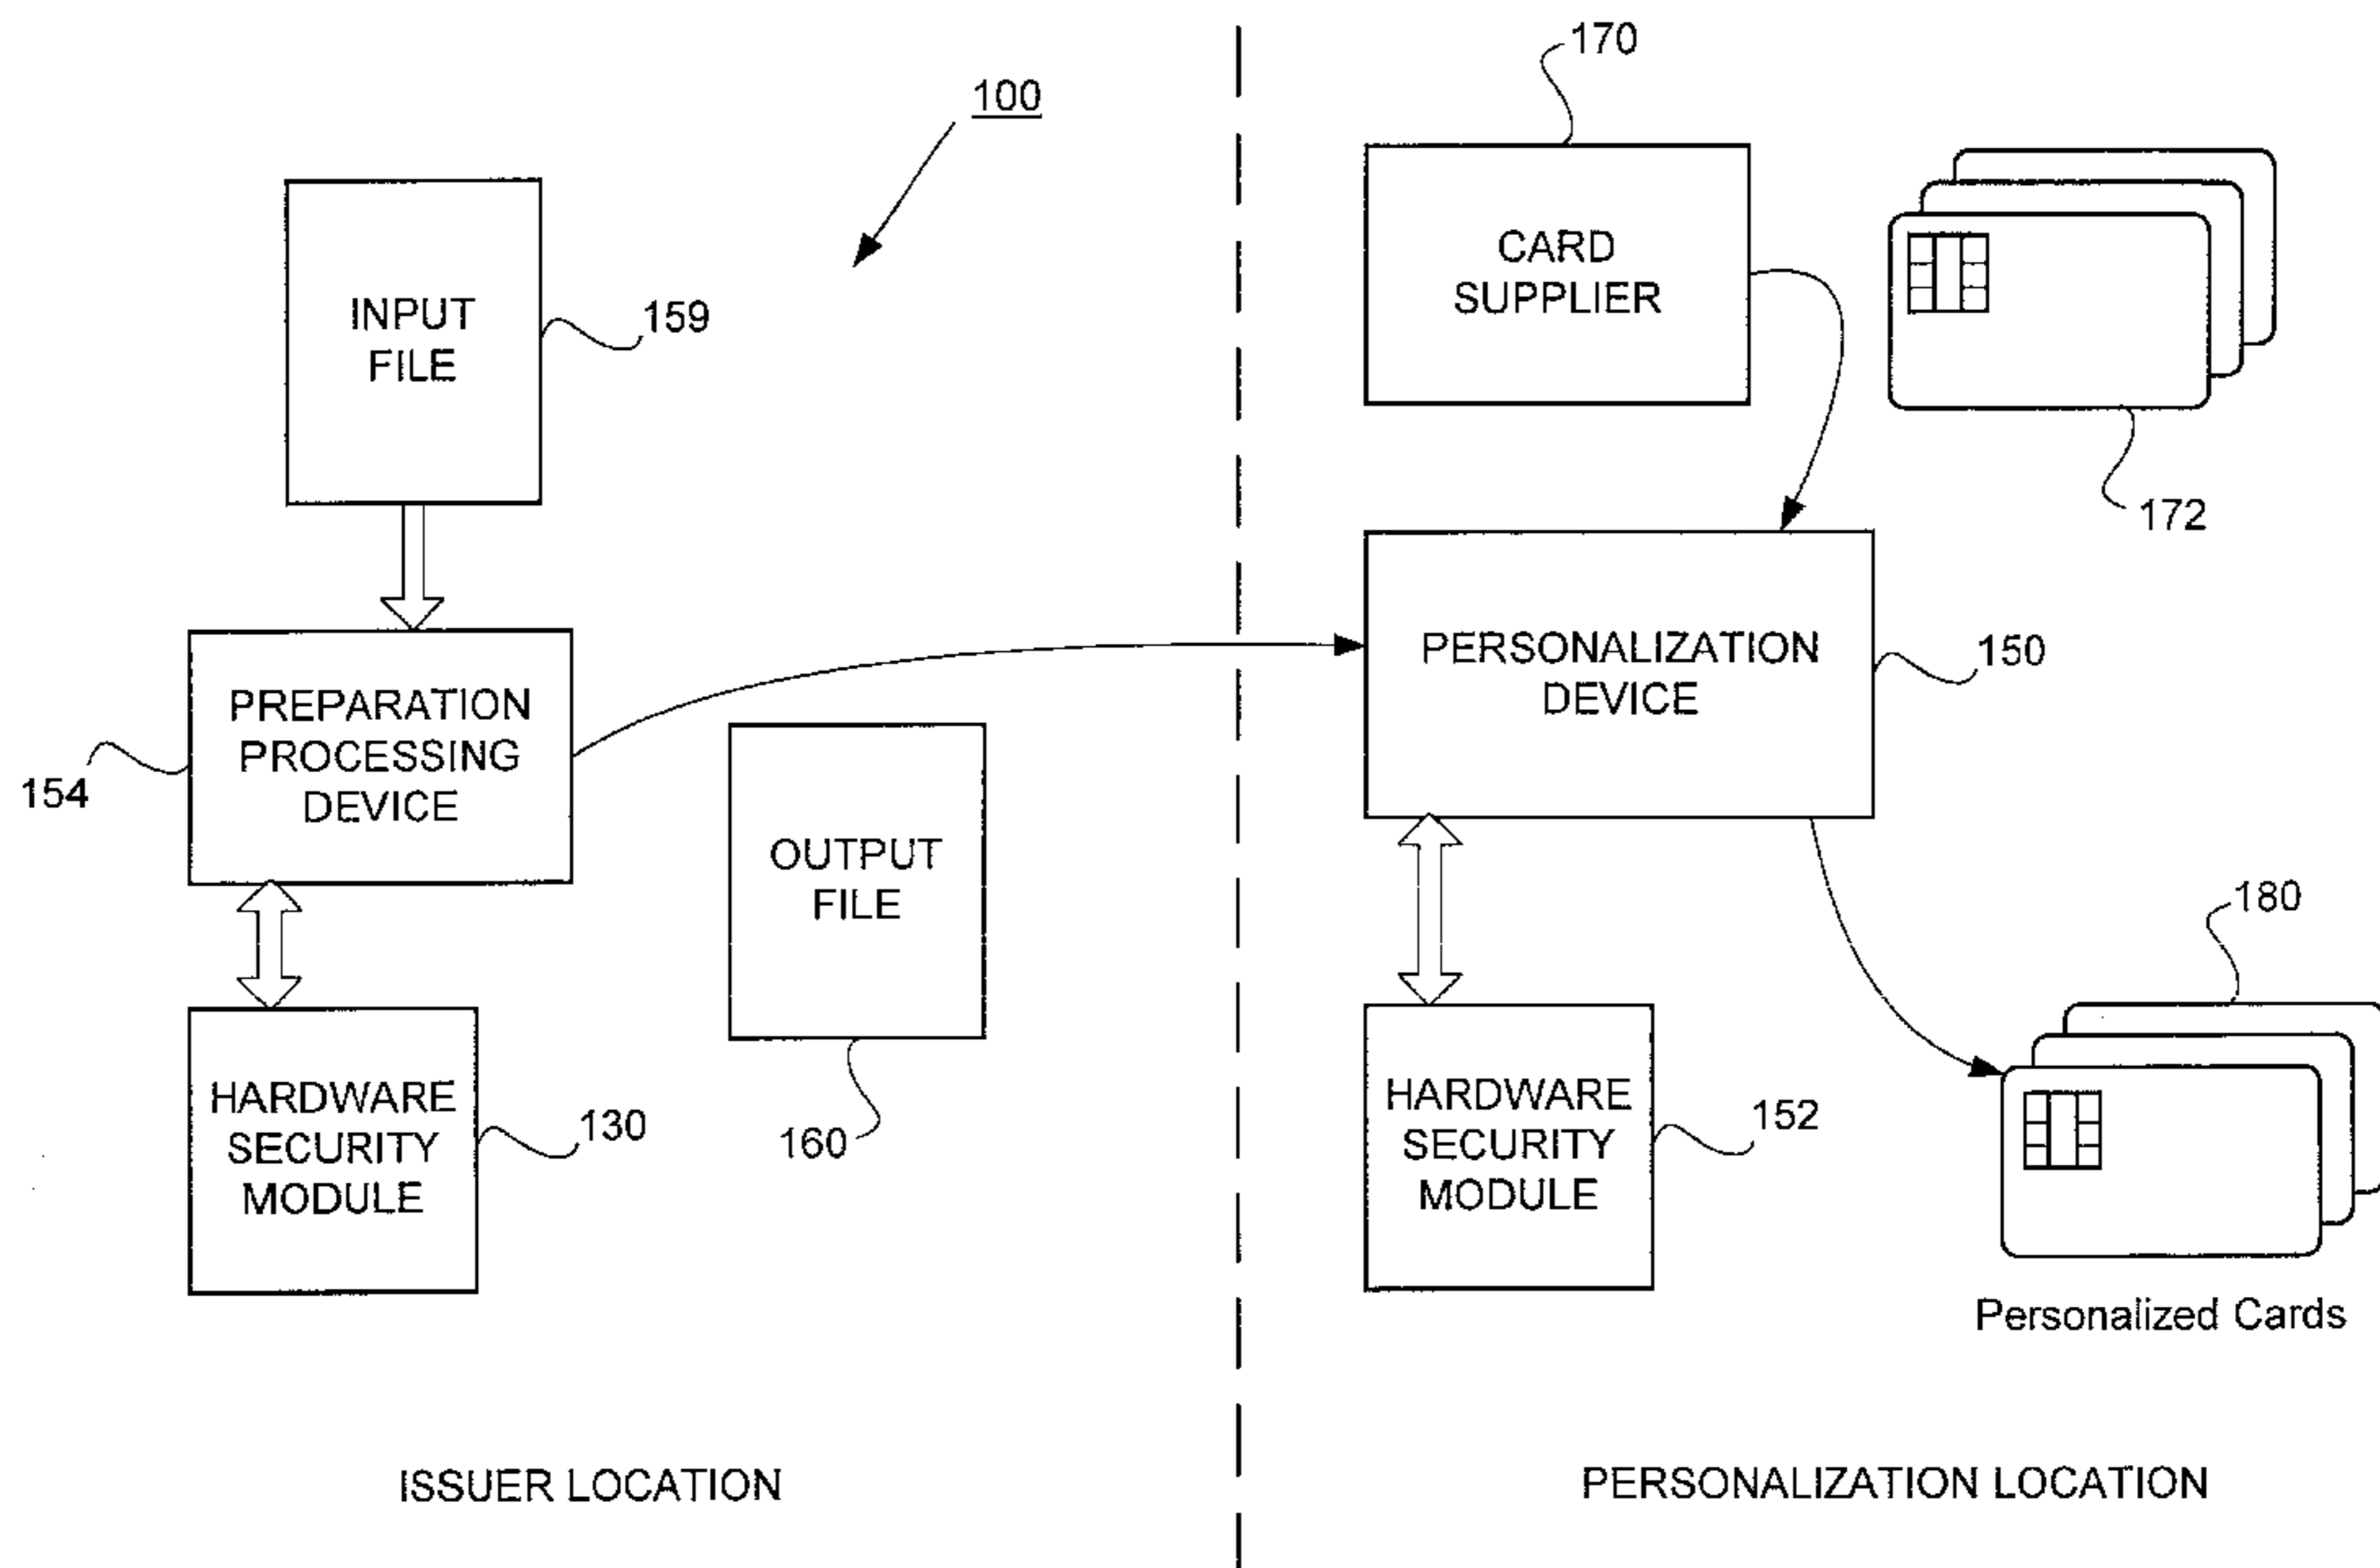 100
INPUT
FILE
159
PREPARATION
PROCESSING
DEVICE
154
OUTPUT
FILE
160
HARDWARE
SECURITY
MODULE
130
ISSUER LOCATION
170
CARD
SUPPLIER
172
PERSONALIZATION
DEVICE
150
HARDWARE
SECURITY
MODULE
152
180
Personalized Cards
PERSONALIZATION LOCATION